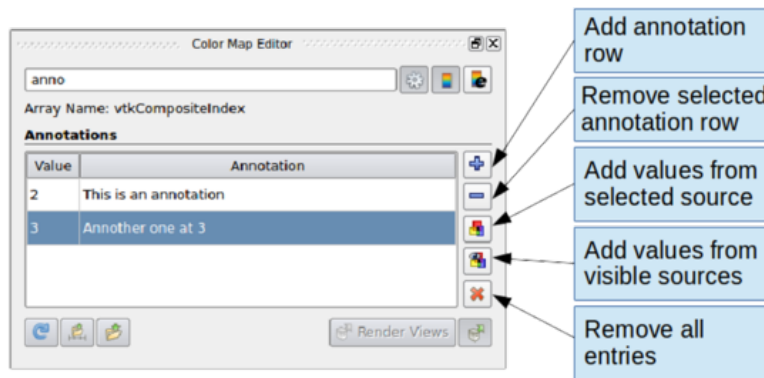 Color Map Editor
anno
Array Name: vtkCompositeIndex
Annotations
Value Annotation
2 This is an annotation
3 Annother one at 3
Render Views
Add annotation
row
Remove selected
annotation row
Add values from
selected source
Add values from
visible sources
Remove all
entries